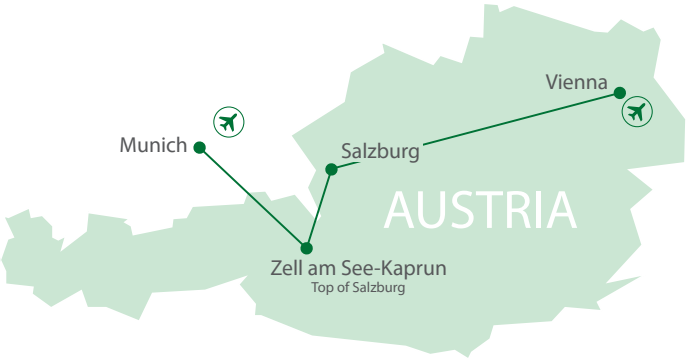 Vienna
Munich
Salzburg
AUSTRIA
Zell am See-Kaprun
Top of Salzburg